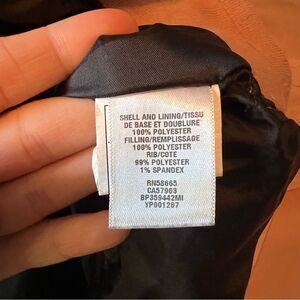 SHELL AND LINING/TISSU
DE BASE ET DOUBLURE
100% POLYESTER
FILLING/REMPLISSAGE
100% POLYESTER
RIB/COTE
99% POLYESTER
1% SPANDEX
RN58665
CA57963
BP359442MI
YP001267